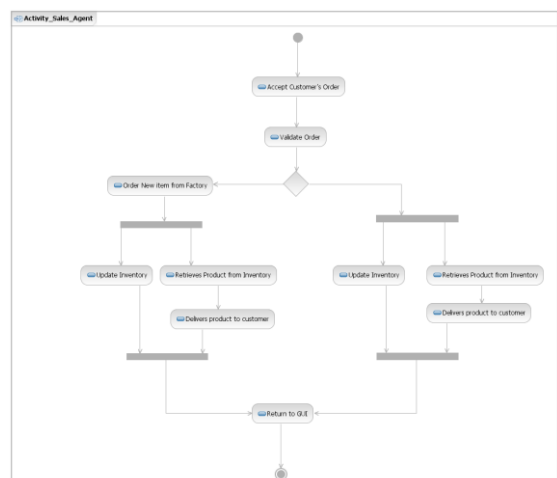 Activity_Sales_Agent
Accept Customer's Order
Validate Order
Order New item from Factory
Update Inventory
Retrieves Product from Inventory
Update Inventory
Retrieves Product from Inventory
Delivers product to customer
Delivers product to customer
Return to GUI